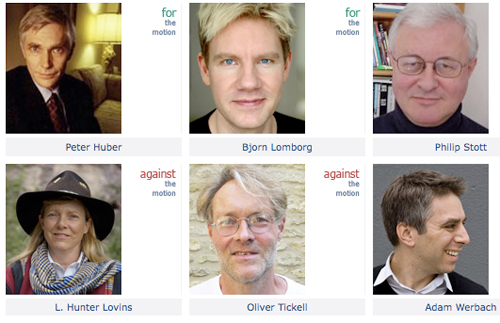 for
the
motion
for
the
motion
Peter Huber
Bjorn Lomborg
Philip Stott
against
the
motion
against
the
motion
L. Hunter Lovins
Oliver Tickell
Adam Werbach